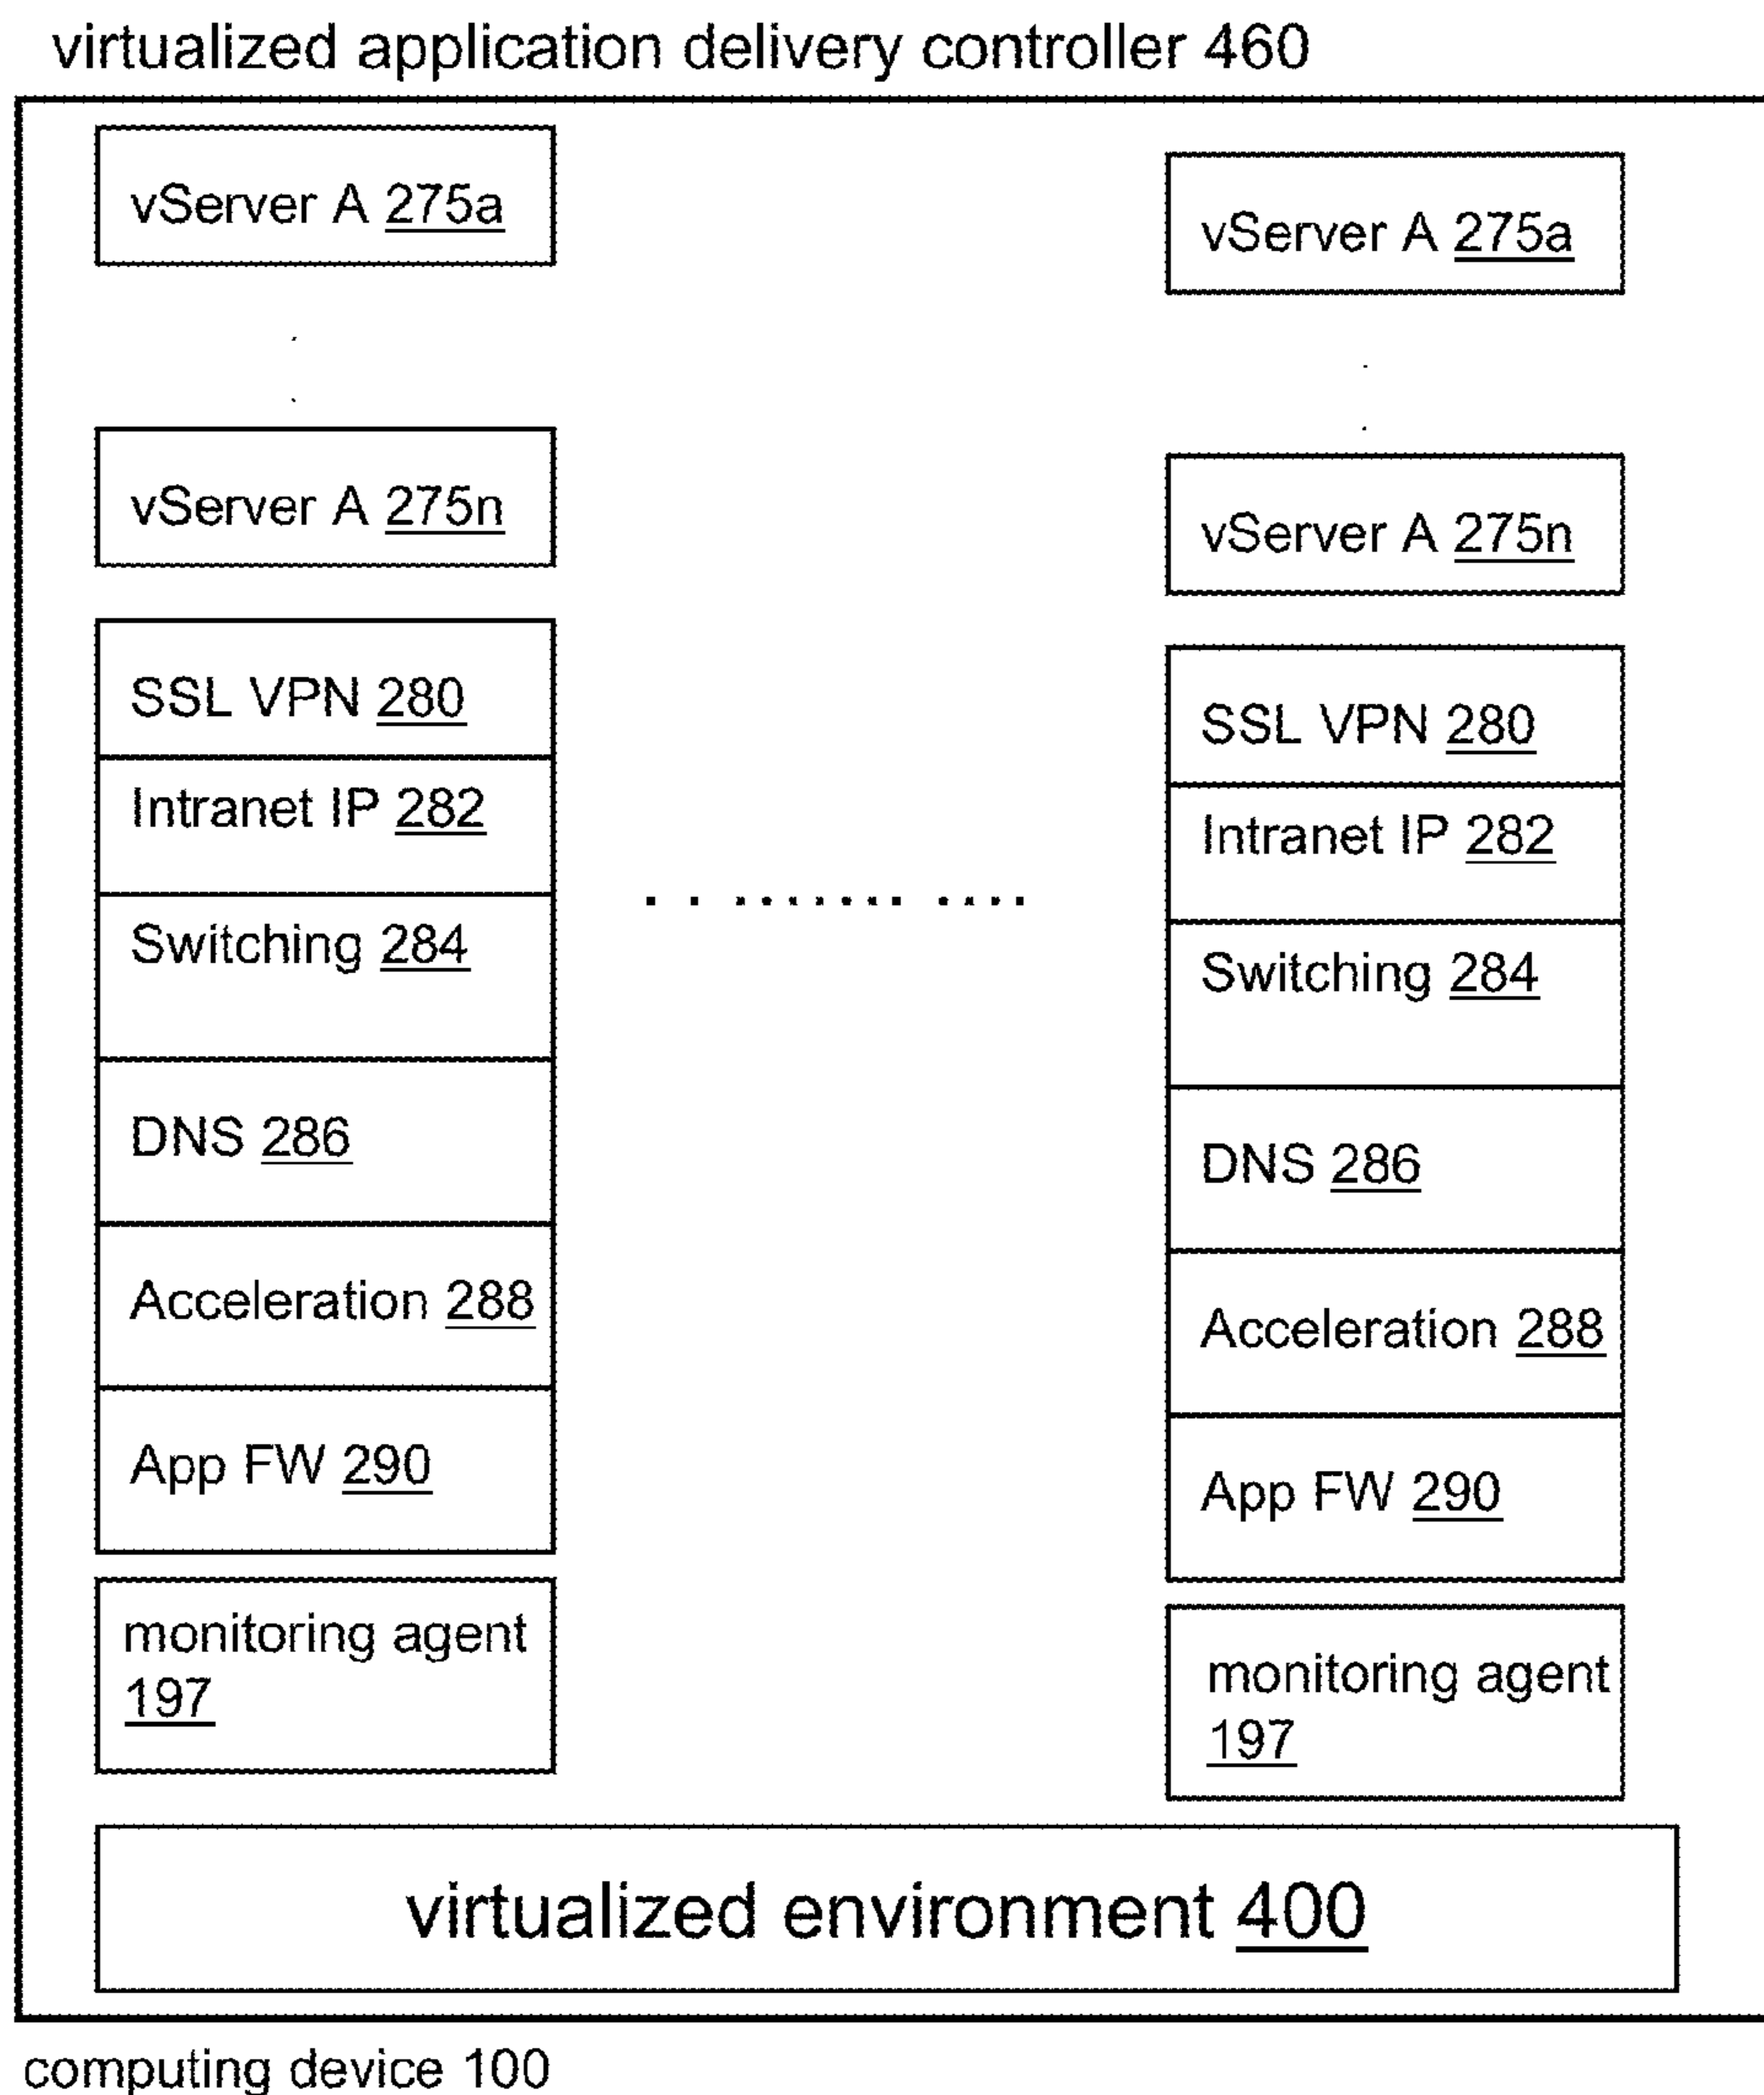 virtualized application delivery controller 460
vServer A 275a
vServer A 275n
SSL VPN 280
Intranet IP 282
Switching 284
DNS 286
Acceleration 288
App FW 290
monitoring agent
197
vServer A 275a
vServer A 275n
SSL VPN 280
Intranet IP 282
Switching 284
DNS 286
Acceleration 288
App FW 290
monitoring agent
197
virtualized environment 400
computing device 100